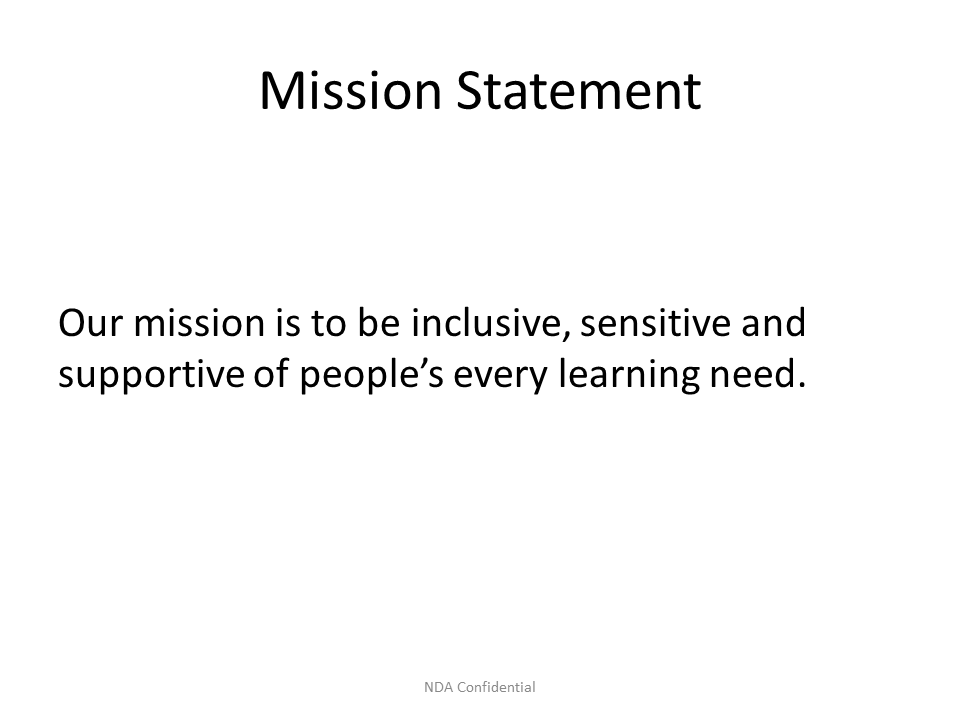 Mission Statement
Our mission is to be inclusive, sensitive and
supportive of people’s every learning need.
NDA Confidential